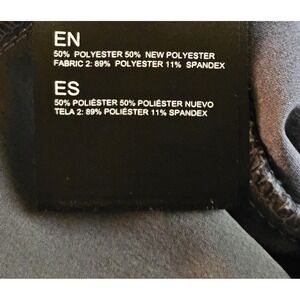 EN
50% POLYESTER 50% NEW POLYESTER
FABRIC 2: 89% POLYESTER 11% SPANDEX
ES
50% POLIÉSTER 50% POLIÉSTER NUEVO
TELA 2: 89% POLIÉSTER 11% SPANDEX